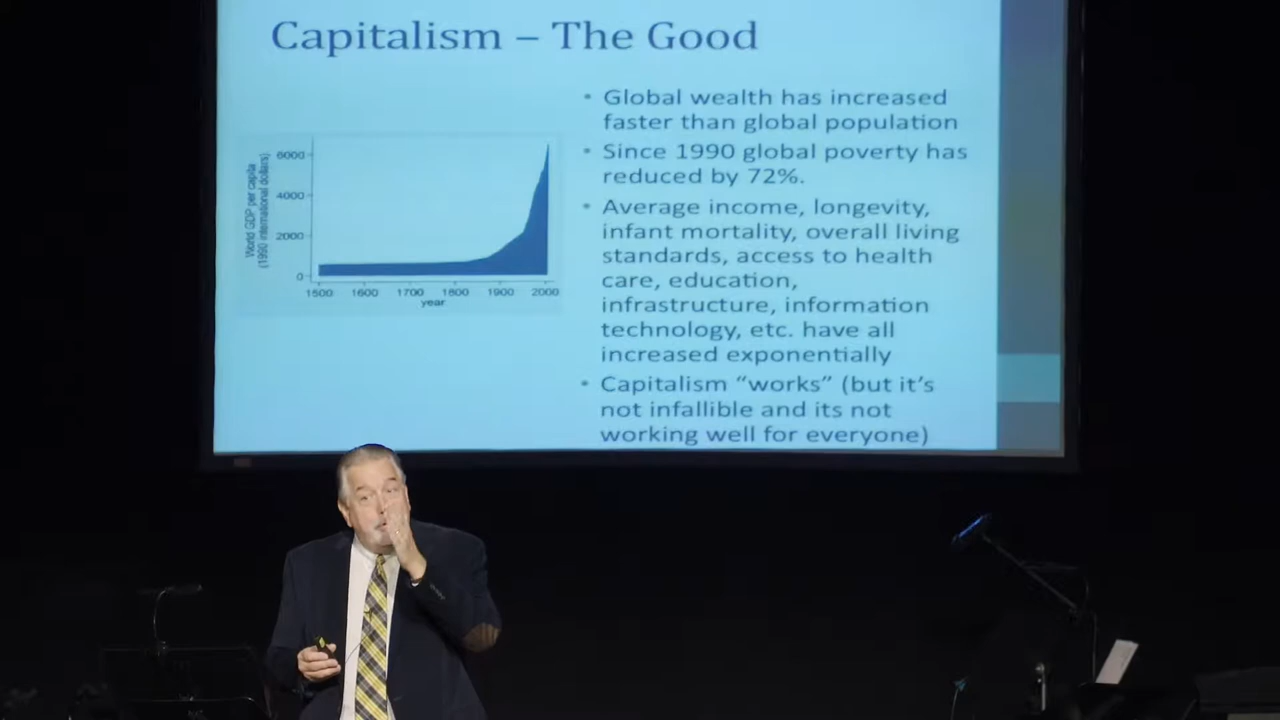 Capitalism – The Good
• Global wealth has increased
faster than global population
• Since 1990 global poverty has
reduced by 72%.
• Average income, longevity,
infant mortality, overall living
standards, access to health
care, education,
infrastructure, information
technology, etc. have all
increased exponentially
• Capitalism “works” (but it’s
not infallible and its not
working well for everyone)
World GDP per capita
(1990 international dollars)
6000
4000
2000
0
1500 1600 1700 1800 1900 2000
year